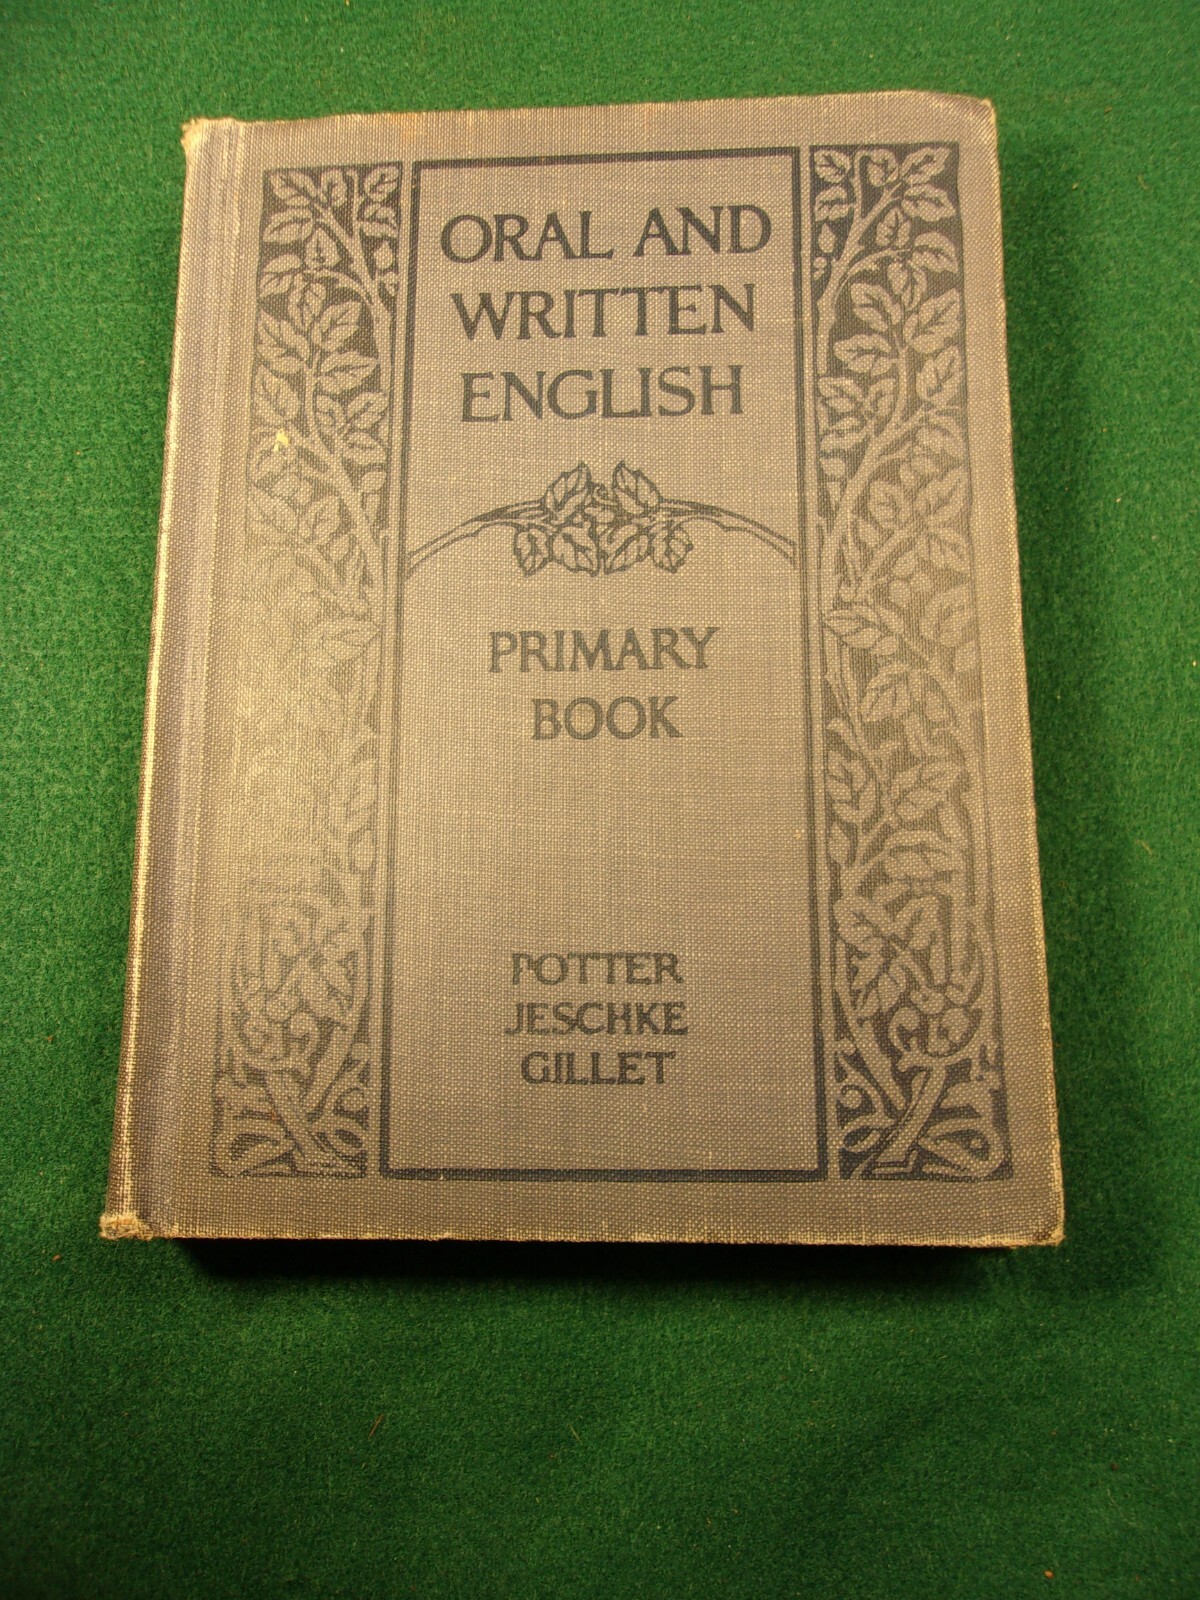 ORAL AND
WRITTEN
ENGLISH
PRIMARY
BOOK
POTTER
JESCHKE
GILLET